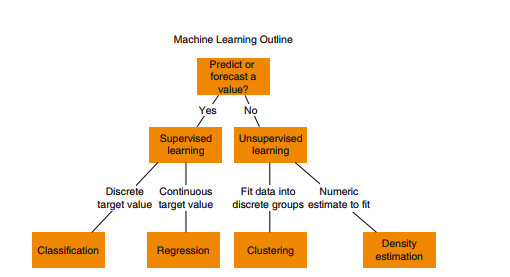 Machine Learning Outline
Predict or
forecast a
value?
Yes
No
Supervised
learning
Unsupervised
learning
Discrete
target value
Continuous
target value
Fit data into
discrete groups
Numeric
estimate to fit
Classification
Regression
Clustering
Density
estimation